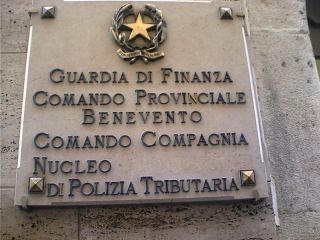 GUARDIA DI FINANZA
COMANDO PROVINCIALE
BENEVENTO
COMANDO COMPAGNIA
NUCLEO
DI POLIZIA TRIBUTARIA